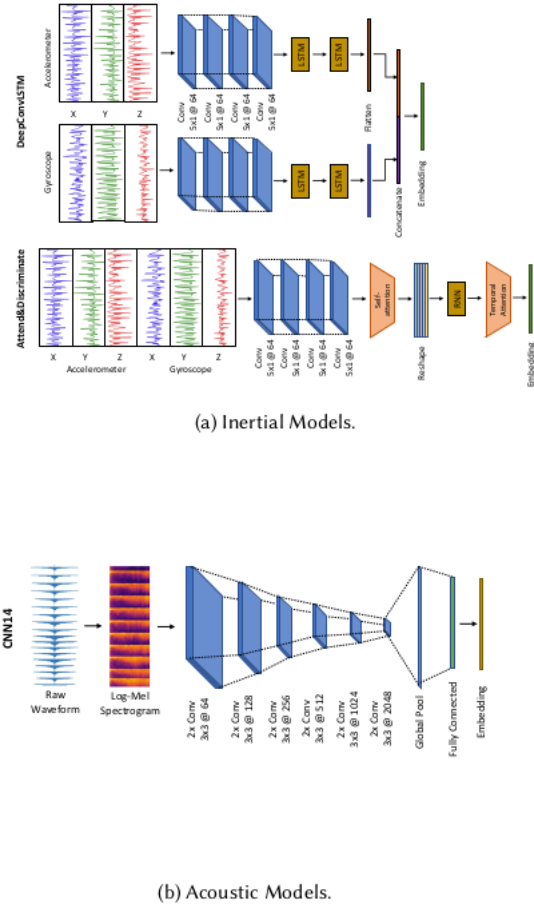 DeepConvLSTM
Accelerometer
X
Y
Z
Conv
5x1 @ 64
Conv
5x1 @ 64
Conv
5x1 @ 64
Conv
5x1 @ 64
LSTM
LSTM
Flatten
Gyroscope
LSTM
LSTM
Concatenate
Embedding
Attend&Discriminate
X
Y
Z
X
Y
Z
Accelerometer
Gyroscope
Conv
5x1 @ 64
Conv
5x1 @ 64
Conv
5x1 @ 64
Conv
5x1 @ 64
Self-
attention
Reshape
RNN
Temporal
Attention
Embedding
(a) Inertial Models.
CNN14
Raw
Waveform
Log-Mel
Spectrogram
2x Conv
3x3 @ 64
2x Conv
3x3 @ 128
2x Conv
3x3 @ 256
2x Conv
3x3 @ 512
2x Conv
3x3 @ 1024
2x Conv
3x3 @ 2048
Global Pool
Fully Connected
Embedding
(b) Acoustic Models.